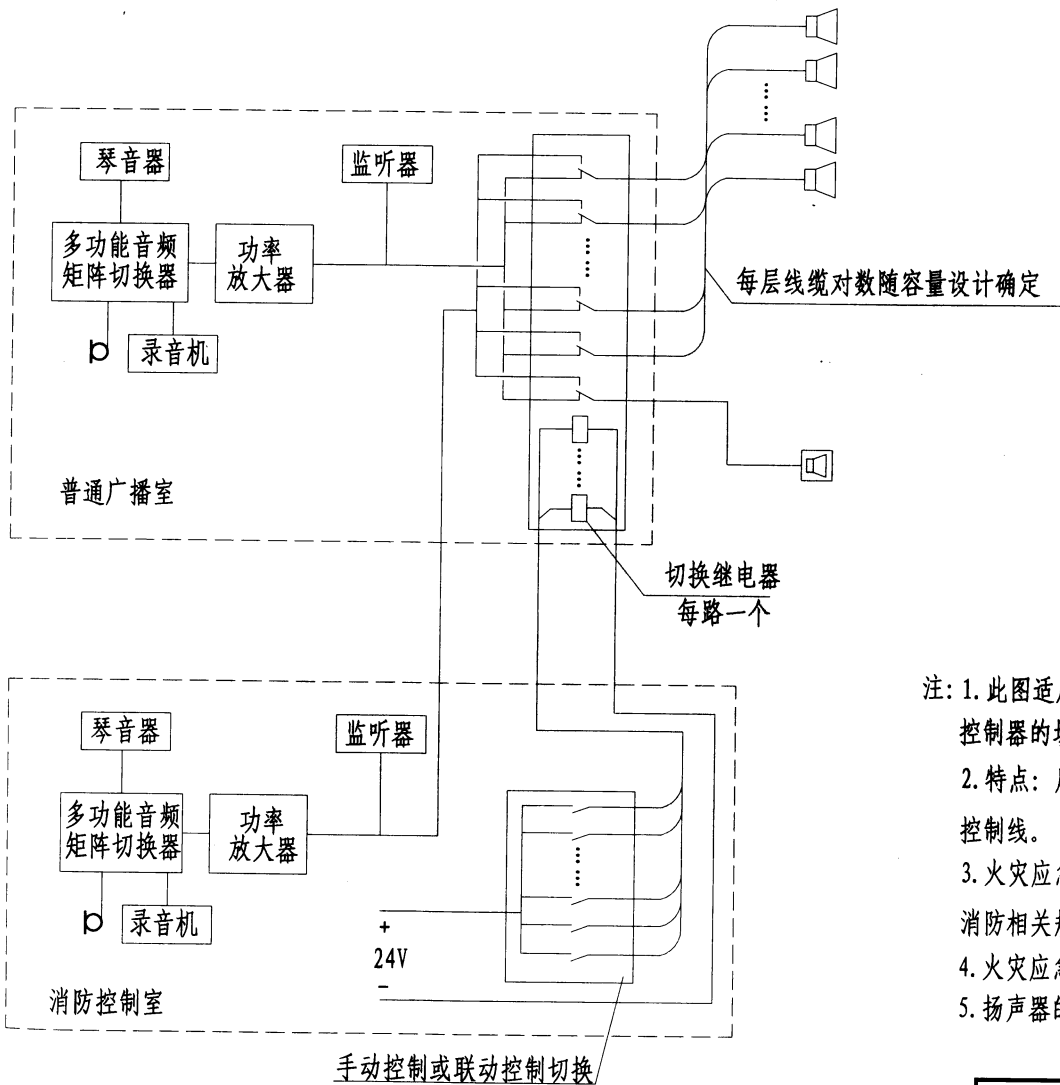 琴音器
监听器
多功能音频
矩阵切换器
功率
放大器
录音机
每层线缆对数随容量设计确定
普通广播室
切换继电器
每路一个
琴音器
监听器
多功能音频
矩阵切换器
功率
放大器
录音机
+
24V
-
消防控制室
手动控制或联动控制切换
注: 1.此图适
控制器的
2.特点:
控制线。
3.火灾应
消防相关
4.火灾应
5.扬声器的